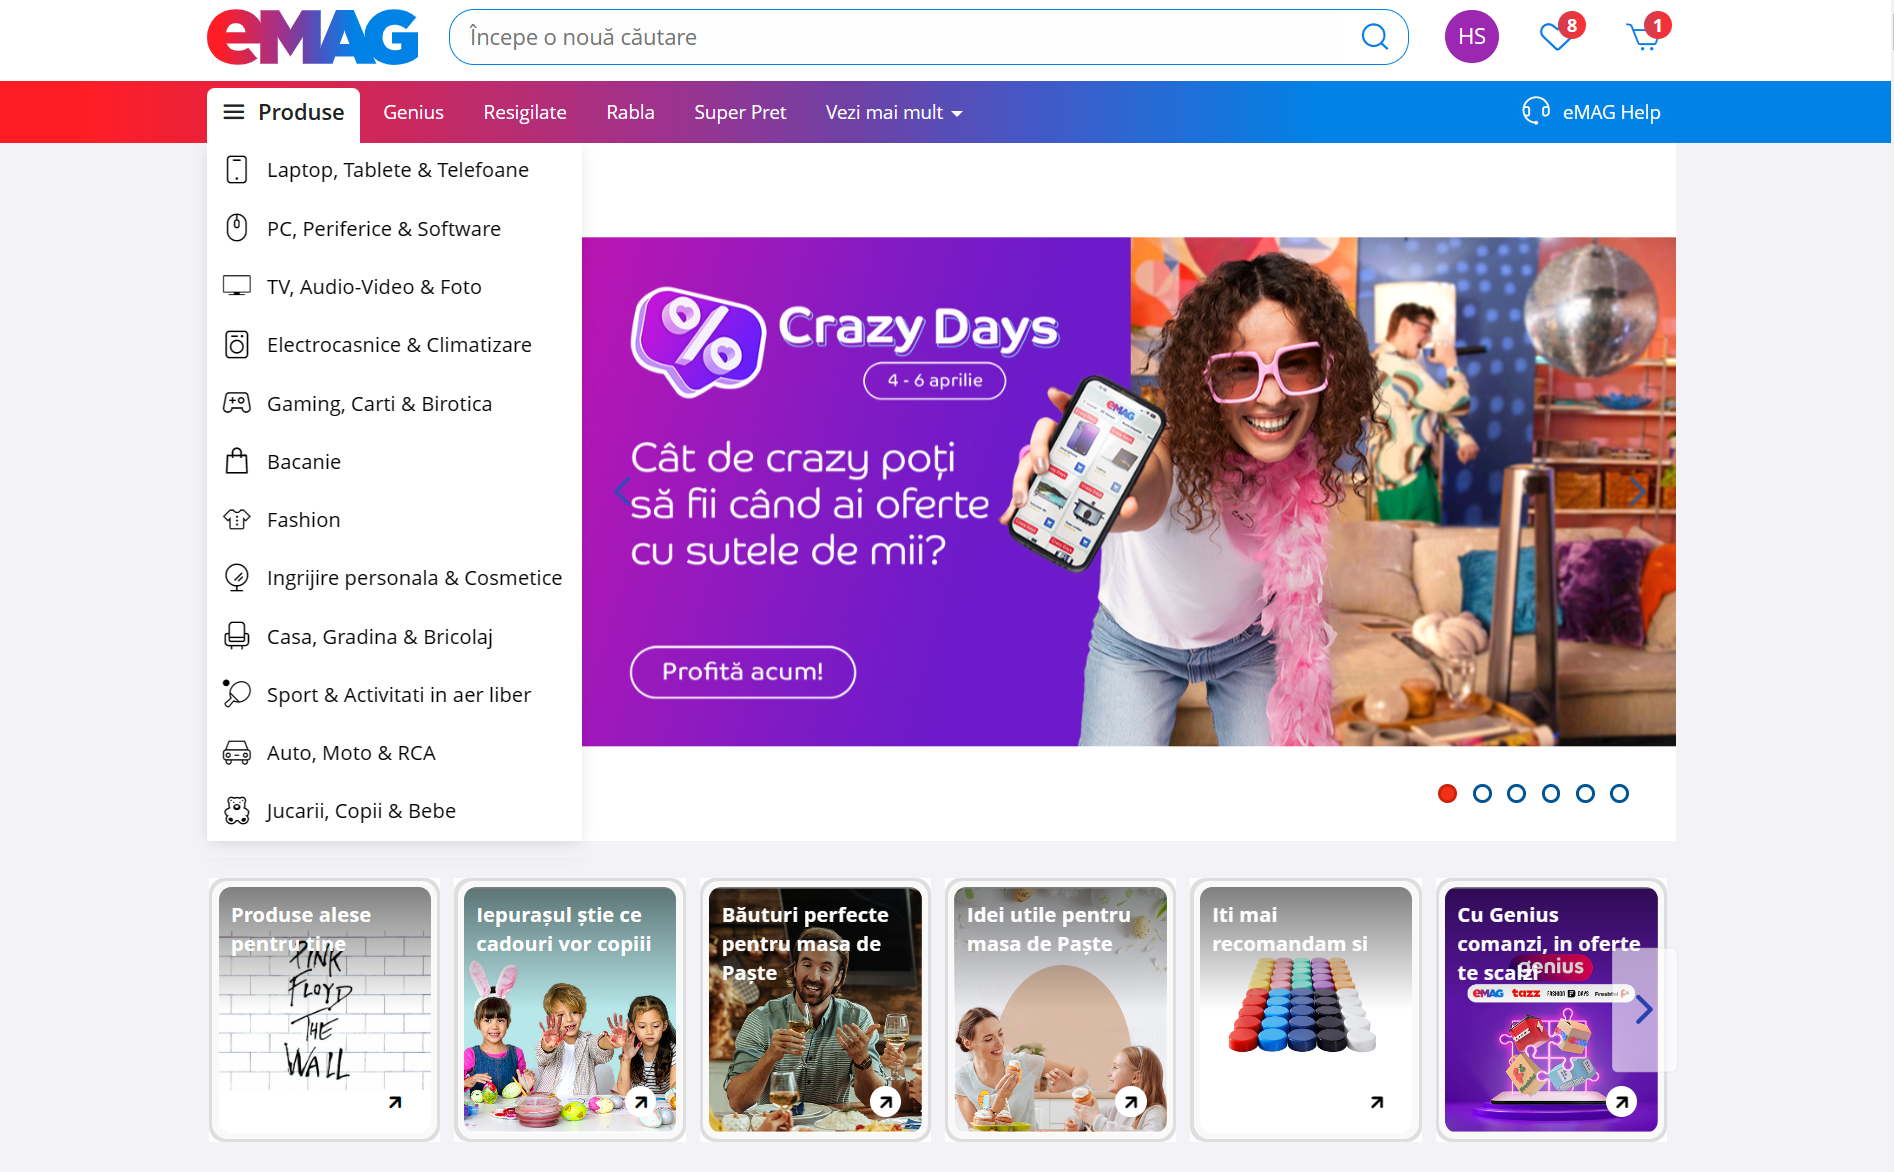 eMAG
Începe o nouă căutare
HS
8
1
Produse
Genius
Resigilate
Rabla
Super Pret
Vezi mai mult
eMAG Help
Laptop, Tablete & Telefoane
PC, Periferice & Software
TV, Audio-Video & Foto
Electrocasnice & Climatizare
Gaming, Carti & Birotica
Bacanie
Fashion
Ingrijire personala & Cosmetice
Casa, Gradina & Bricolaj
Sport & Activitati in aer liber
Auto, Moto & RCA
Jucarii, Copii & Bebe
%
Crazy Days
4 - 6 aprilie
Cât de crazy poți
să fii când ai oferte
cu sutele de mii?
Profită acum!
eMAG
Produse alese
pentru tine
PINK
FLOYD
THE
WALL
Iepurașul știe ce
cadouri vor copiii
Băuturi perfecte
pentru masa de
Paște
Idei utile pentru
masa de Paște
Iti mai
recomandam si
Cu Genius
comanzi, in oferte
te scalzi
genius
eMAG tazz FASHION DAYS